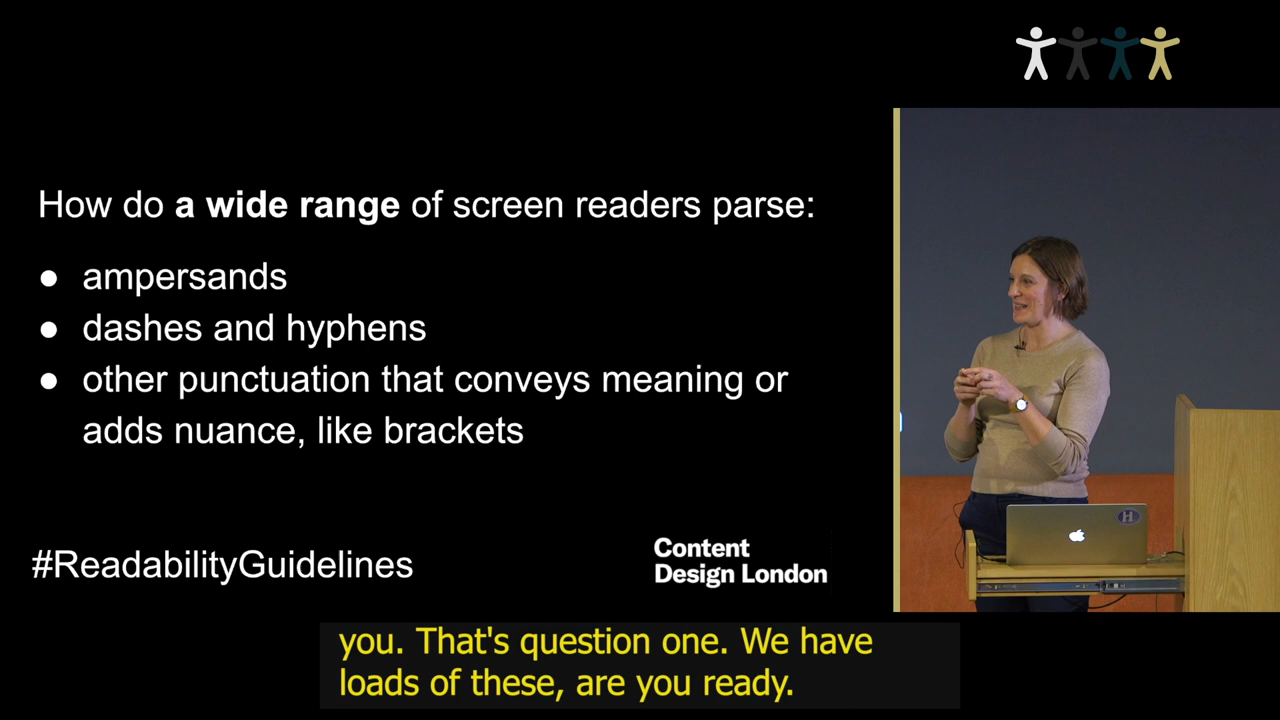 How do a wide range of screen readers parse:
● ampersands
● dashes and hyphens
● other punctuation that conveys meaning or
adds nuance, like brackets
#ReadabilityGuidelines
Content
Design London
H
you. That's question one. We have
loads of these, are you ready.